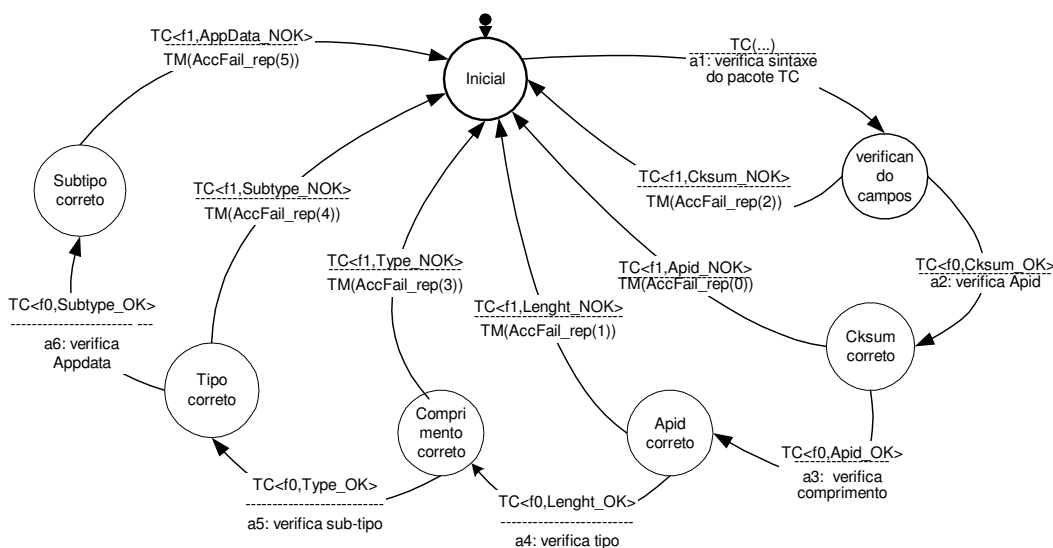 TC<f1,AppData_NOK>
TM(AccFail_rep(5))
Inicial
TC(...)
a1: verifica sintaxe
do pacote TC
verifican
do
campos
TC<f1,Cksum_NOK>
TM(AccFail_rep(2))
Subtipo
correto
TC<f1,Subtype_NOK>
TM(AccFail_rep(4))
TC<f1,Type_NOK>
TM(AccFail_rep(3))
TC<f1,Apid_NOK>
TM(AccFail_rep(0))
TC<f0,Cksum_OK>
a2: verifica Apid
TC<f0,Subtype_OK>
a6: verifica
Appdata
TC<f1,Lenght_NOK>
TM(AccFail_rep(1))
Cksum
correto
Tipo
correto
Compri
mento
correto
Apid
correto
TC<f0,Apid_OK>
a3: verifica
comprimento
TC<f0,Type_OK>
a5: verifica sub-tipo
TC<f0,Lenght_OK>
a4: verifica tipo